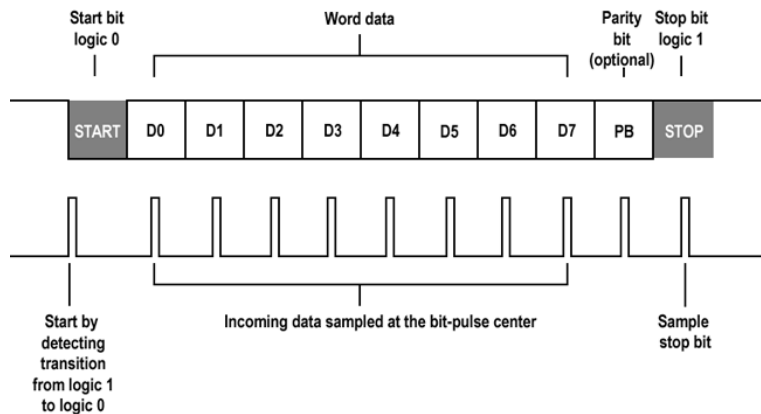 Start bit
logic 0
Word data
Parity
bit
(optional)
Stop bit
logic 1
START D0 D1 D2 D3 D4 D5 D6 D7 PB STOP
Start by
detecting
transition
from logic 1
to logic 0
Incoming data sampled at the bit-pulse center
Sample
stop bit